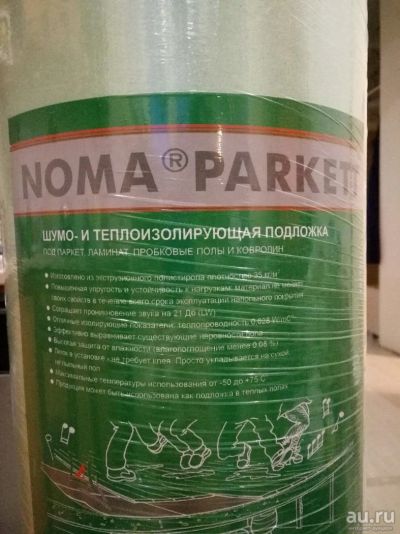 NOMA ® PARKETT
ШУМО- И ТЕПЛОИЗОЛИРУЮЩАЯ ПОДЛОЖКА
ПОД ПАРКЕТ, ЛАМИНАТ, ПРОБКОВЫЕ ПОЛЫ И КОВРОЛИН
• Изготовлено из экструзионного полистирола плотностью 35 кг/м³
• Повышенная упругость и устойчивость к нагрузкам: материал не меняет
своих свойств в течение всего срока эксплуатации напольного покрытия
• Сокращает проникновение звука на 21 Дб (LW)
• Отличные изолирующие показатели: теплопроводность 0,028 W/mC°
• Эффективно выравнивает существующие неровности пола
• Высокая защита от влажности (влагопоглощение менее 0,06 %)
• Легок в установке - не требует клея. Просто укладывается на сухой,
непыльный пол
• Максимальные температуры использования от -50 до +75 С
• Продукция может быть использована как подложка в теплых полах
au.ru